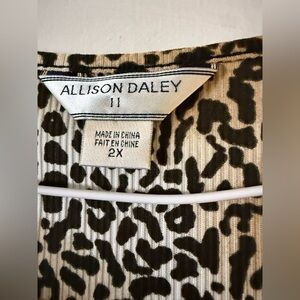 ALLISON DALEY
II
MADE IN CHINA
FAIT EN CHINE
2X